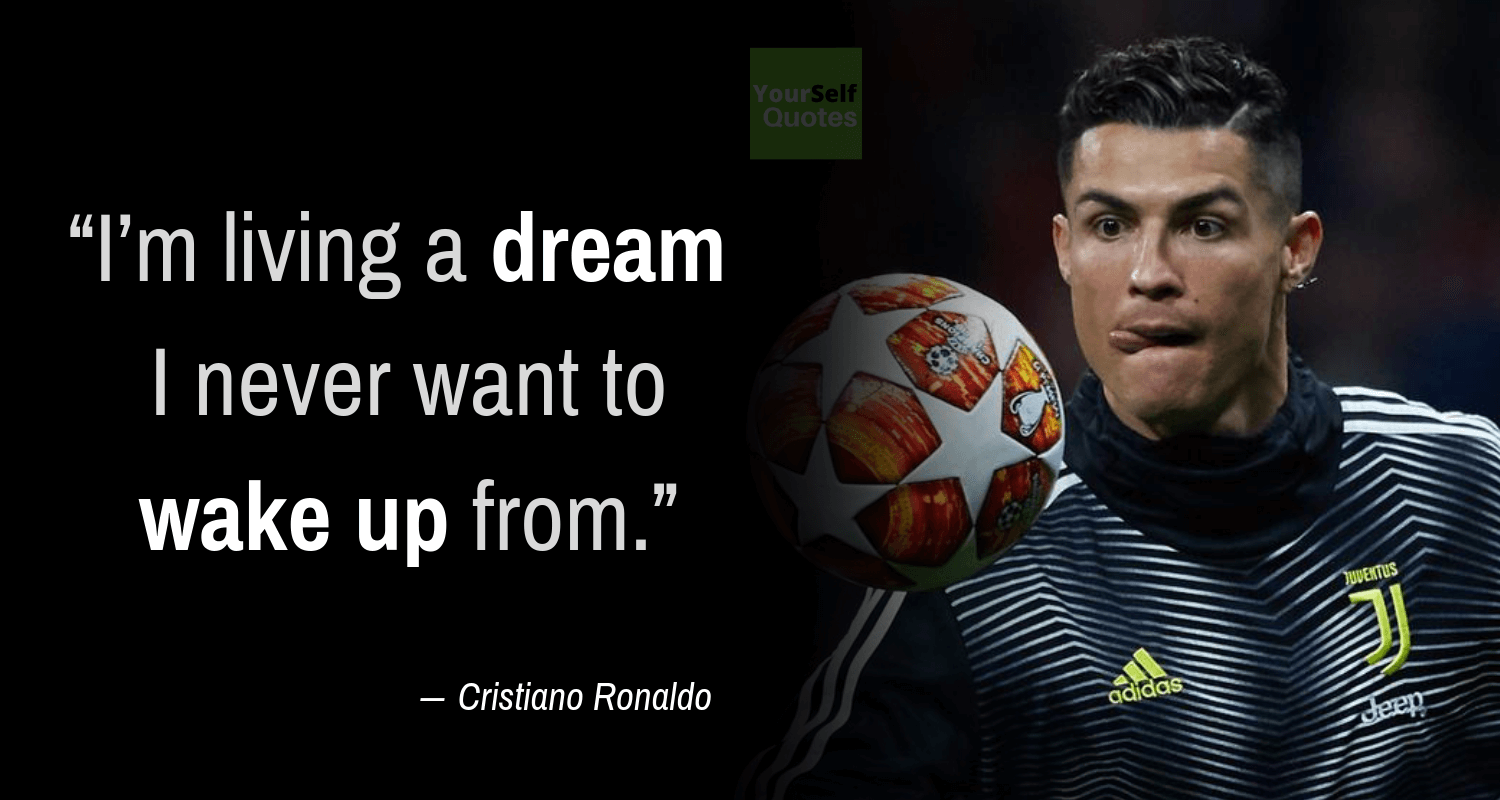 YourSelf
Quotes
“I’m living a dream
I never want to
wake up from.”
– Cristiano Ronaldo
JUVENTUS
adidas
Jeep